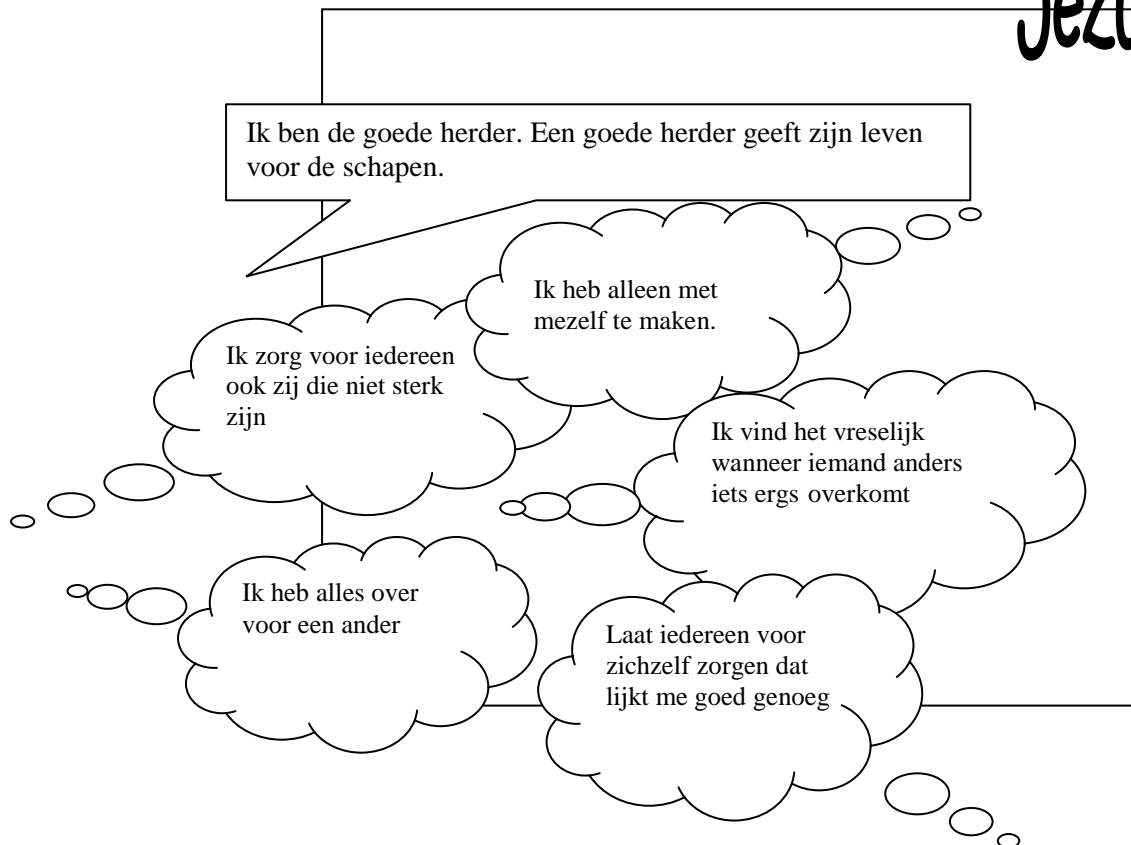 Ik ben de goede herder. Een goede herder geeft zijn leven
voor de schapen.
Ik heb alleen met
mezelf te maken.
Ik zorg voor iedereen
ook zij die niet sterk
zijn
Ik vind het vreselijk
wanneer iemand anders
iets ergs overkomt
Ik heb alles over
voor een ander
Laat iedereen voor
zichzelf zorgen dat
lijkt me goed genoeg